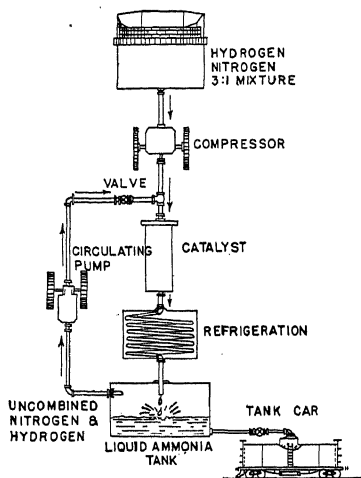 HYDROGEN
NITROGEN
3:1 MIXTURE
COMPRESSOR
VALVE
CIRCULATING
PUMP
CATALYST
REFRIGERATION
UNCOMBINED
NITROGEN &
HYDROGEN
LIQUID AMMONIA
TANK
TANK CAR